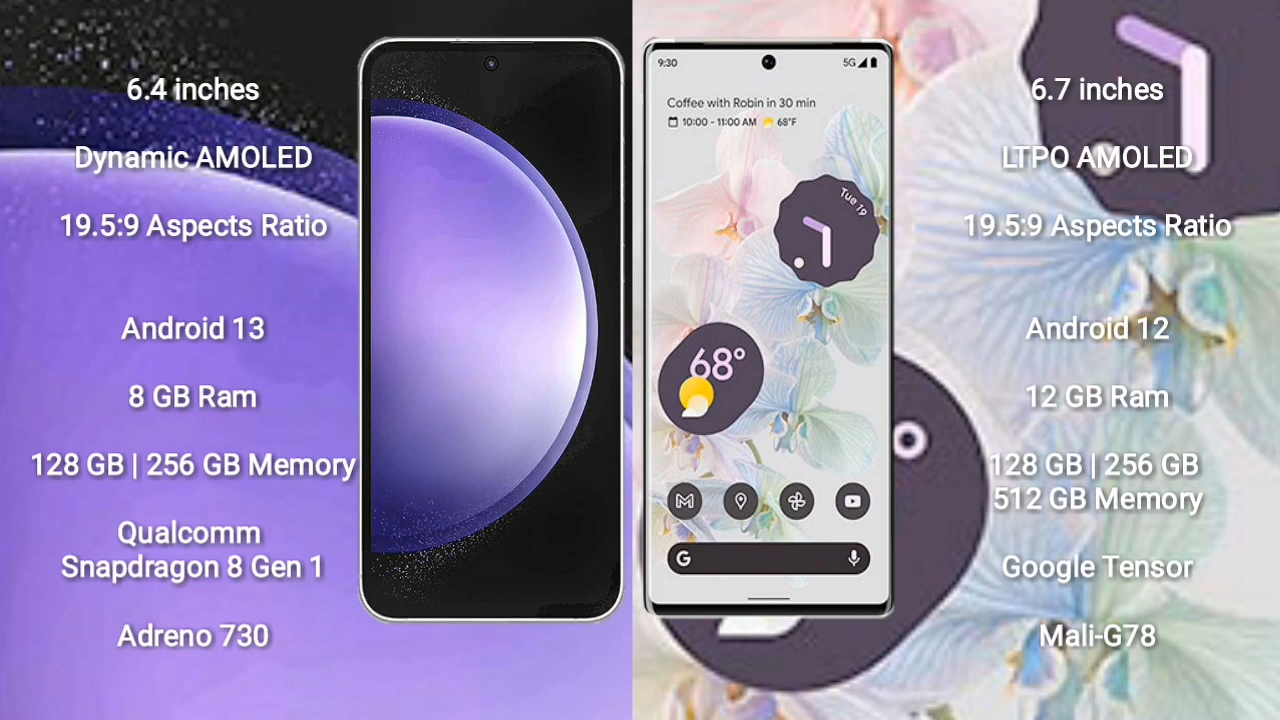 6.4 inches
Dynamic AMOLED
19.5:9 Aspects Ratio
Android 13
8 GB Ram
128 GB | 256 GB Memory
Qualcomm
Snapdragon 8 Gen 1
Adreno 730
9:30
5G
Coffee with Robin in 30 min
10:00 - 11:00 AM 68°F
Tue 19
68°
G
6.7 inches
LTPO AMOLED
19.5:9 Aspects Ratio
Android 12
12 GB Ram
128 GB | 256 GB
512 GB Memory
Google Tensor
Mali-G78